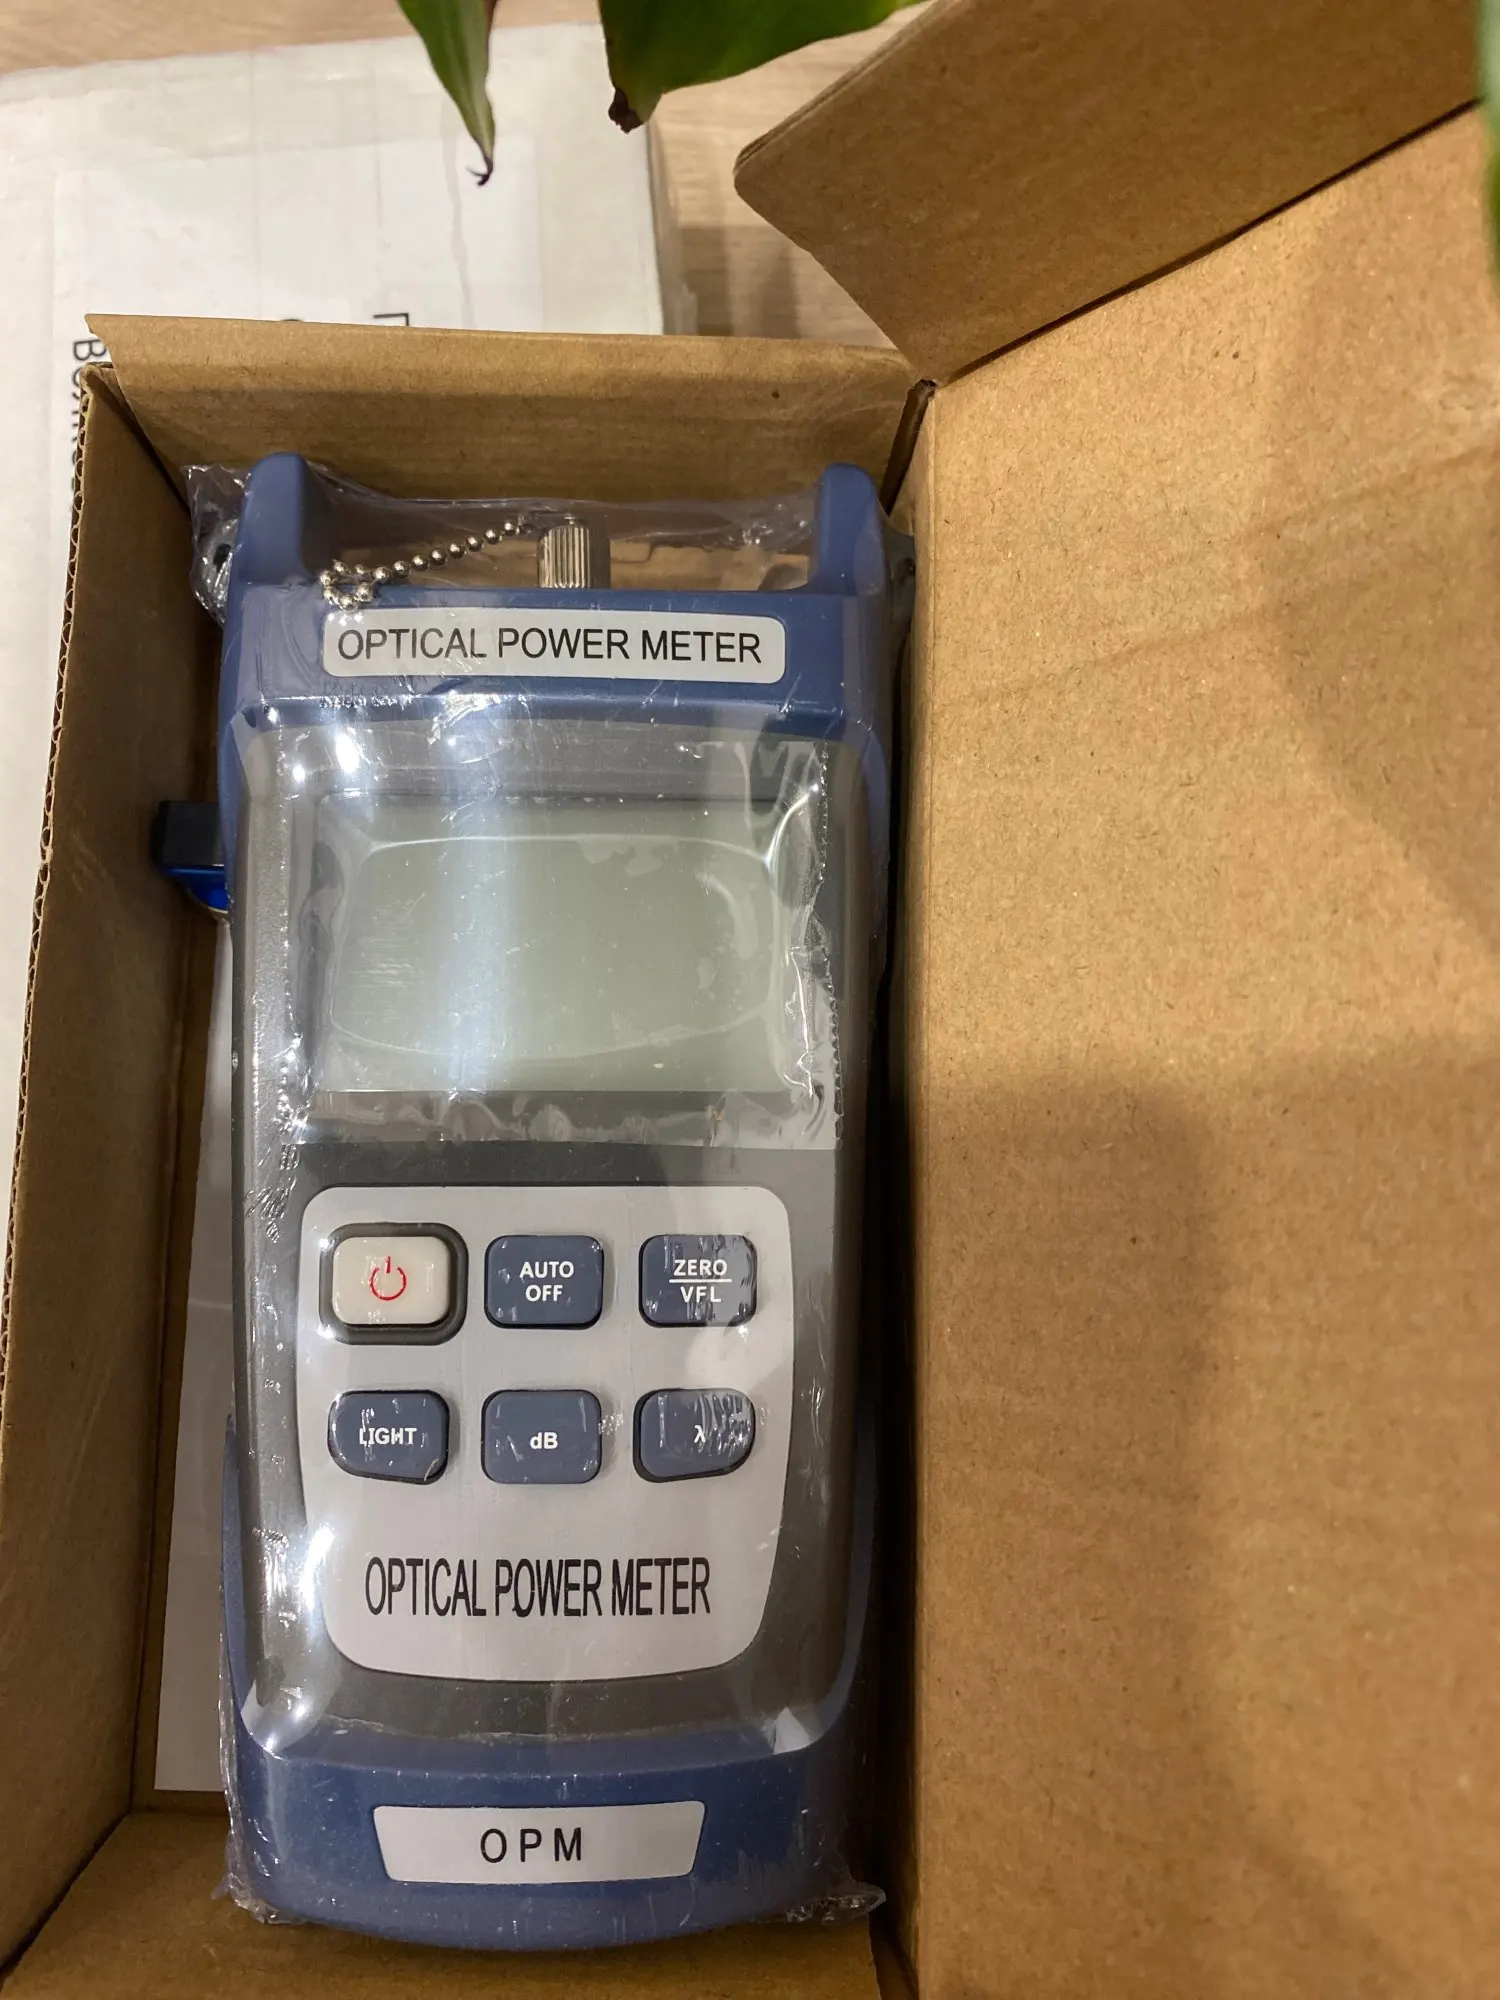 OPTICAL POWER METER
AUTO
OFF
ZERO
VFL
LIGHT
dB
λ
OPTICAL POWER METER
OPM